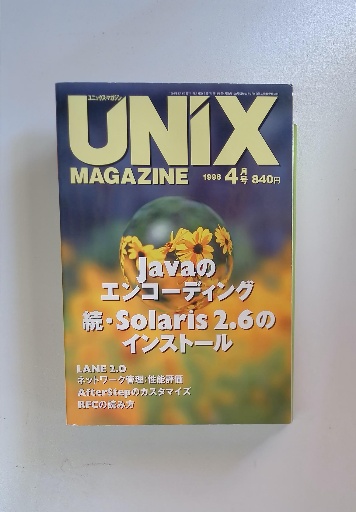 ユニックスマガジン
UNIX
MAGAZINE
1998 4月号 840円
Javaの
エンコーディング
続・Solaris 2.6の
インストール
LANE 2.0
ネットワーク管理:性能評価
AfterStepのカスタマイズ
RFCの読み方